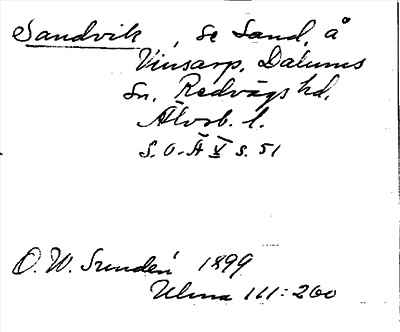 Sandvik, se Sand, å
Vinsarp, Dalums
sn, Redvägs hd,
Älvsb. l.
S.O.Ä V s. 51
O. W. Sundén 1899
Ulma 111:260